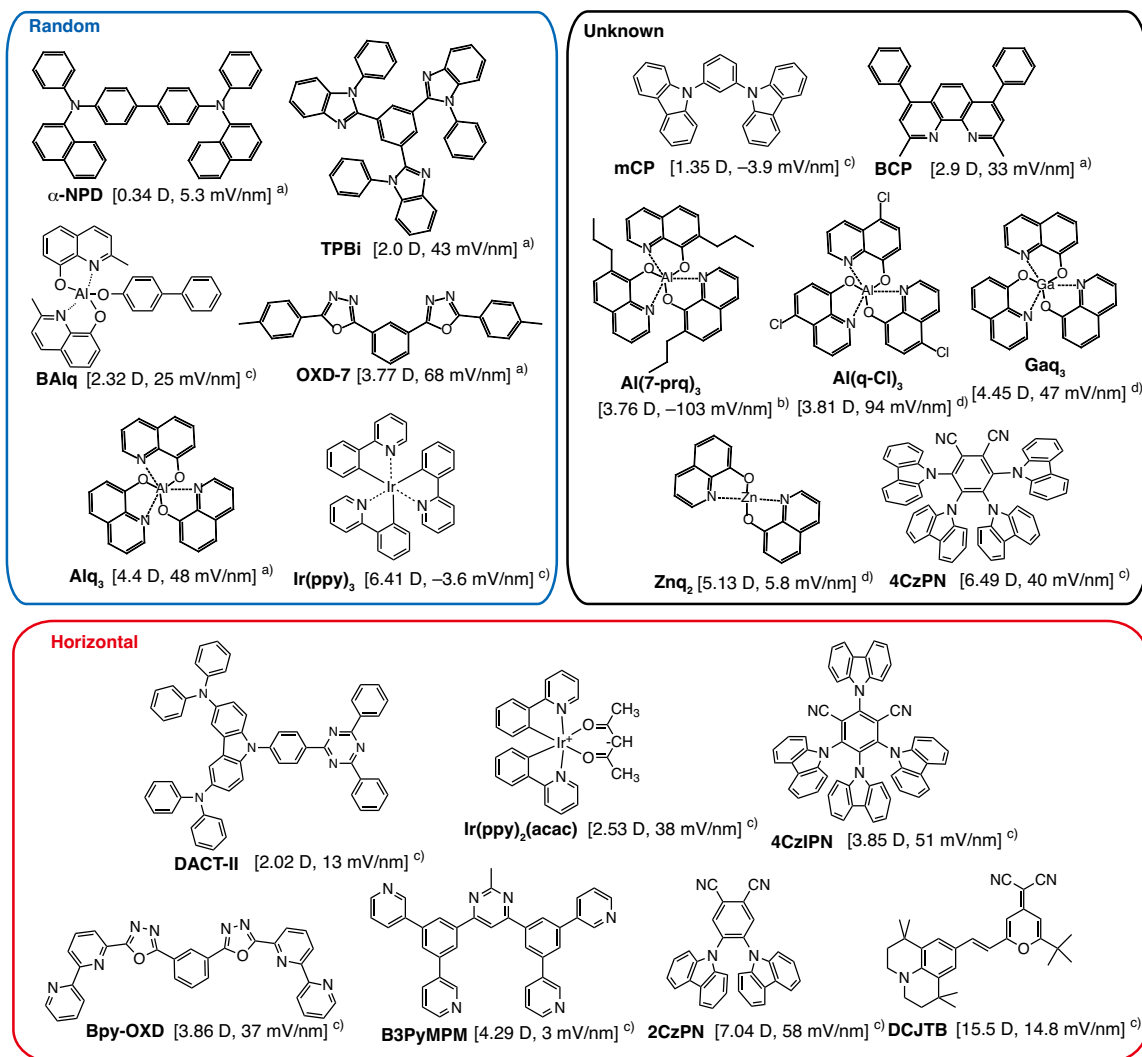 Random
α-NPD [0.34 D, 5.3 mV/nm] a)
TPBi [2.0 D, 43 mV/nm] a)
BAlq [2.32 D, 25 mV/nm] c)
OXD-7 [3.77 D, 68 mV/nm] a)
Alq3 [4.4 D, 48 mV/nm] a)
Ir(ppy)3 [6.41 D, –3.6 mV/nm] c)
Unknown
mCP [1.35 D, –3.9 mV/nm] c)
BCP [2.9 D, 33 mV/nm] a)
Al(7-prq)3
[3.76 D, –103 mV/nm] b)
Al(q-Cl)3
[3.81 D, 94 mV/nm] d)
Gaq3
[4.45 D, 47 mV/nm] d)
Znq2 [5.13 D, 5.8 mV/nm] d)
4CzPN [6.49 D, 40 mV/nm] c)
Horizontal
DACT-II [2.02 D, 13 mV/nm] c)
Ir(ppy)2(acac) [2.53 D, 38 mV/nm] c)
4CzIPN [3.85 D, 51 mV/nm] c)
Bpy-OXD [3.86 D, 37 mV/nm] c)
B3PyMPM [4.29 D, 3 mV/nm] c)
2CzPN [7.04 D, 58 mV/nm] c)
DCJTB [15.5 D, 14.8 mV/nm] c)